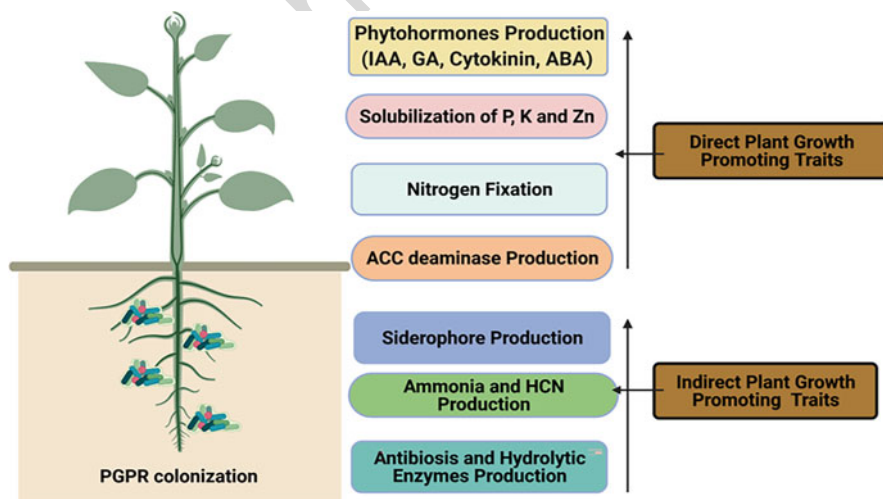 Phytohormones Production
(IAA, GA, Cytokinin, ABA)
Solubilization of P, K and Zn
Direct Plant Growth
Promoting Traits
Nitrogen Fixation
ACC deaminase Production
Siderophore Production
Ammonia and HCN
Production
Indirect Plant Growth
Promoting Traits
Antibiosis and Hydrolytic
Enzymes Production
PGPR colonization